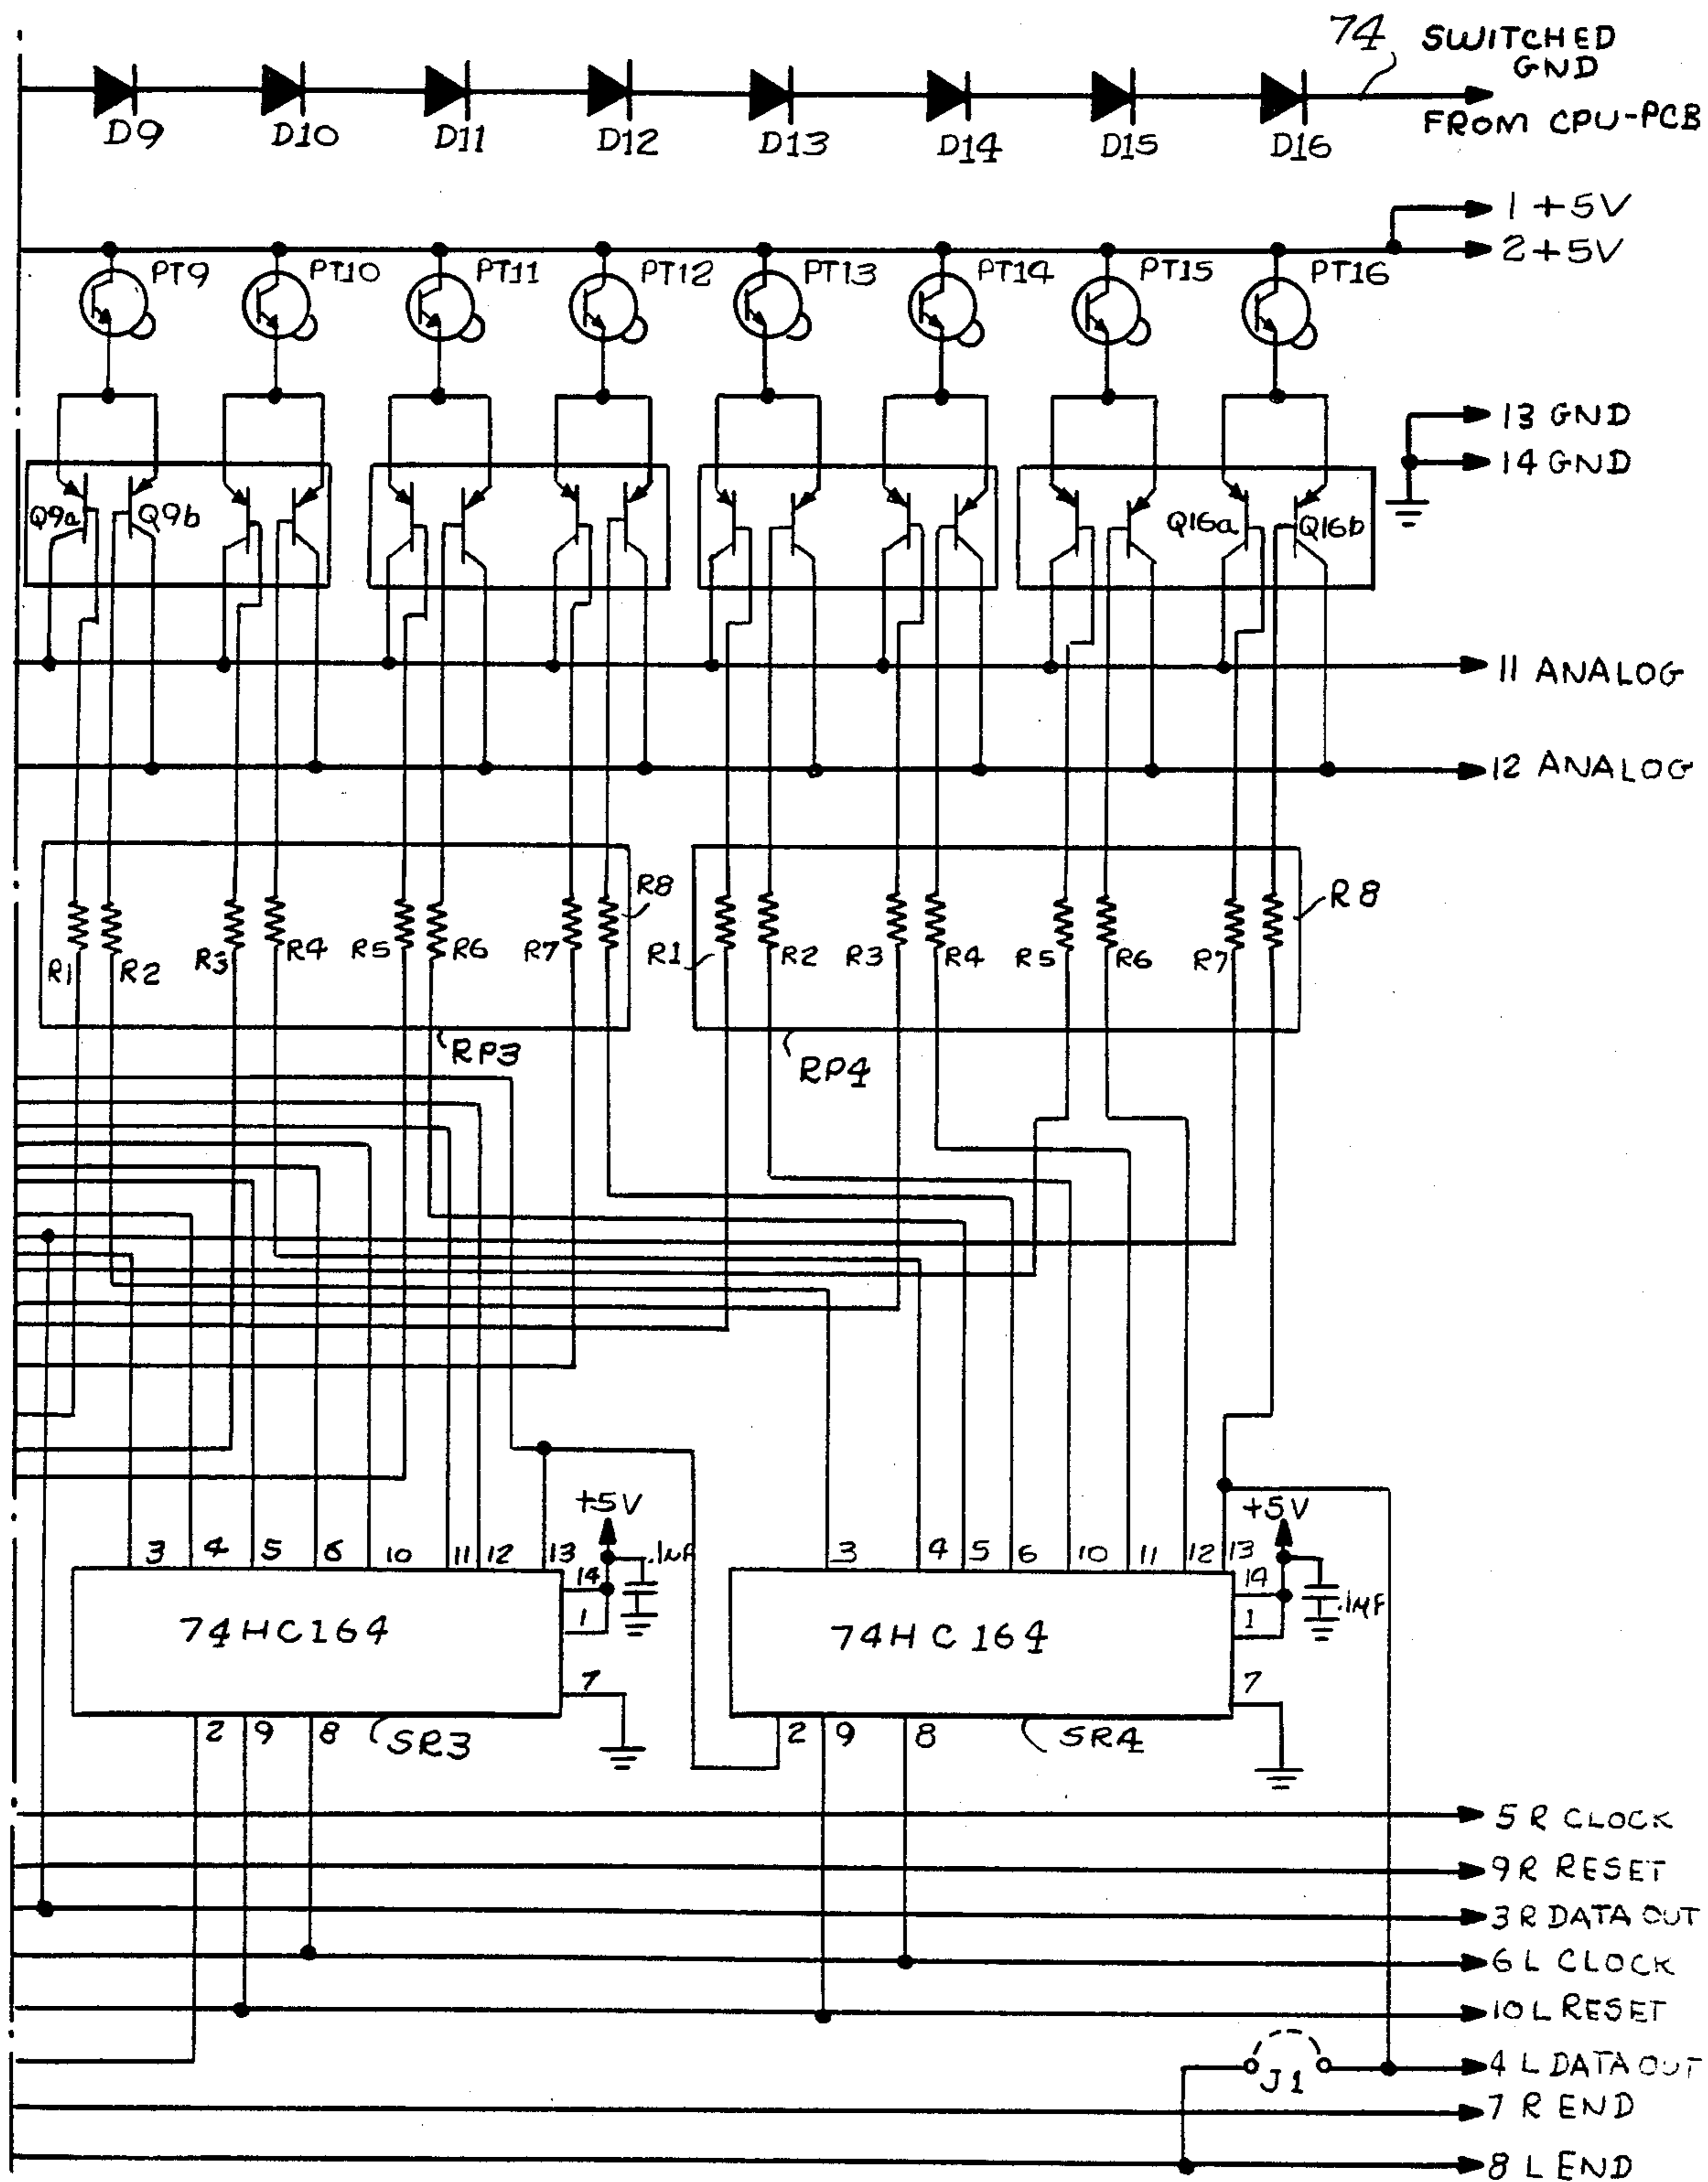 74 SWITCHED
GND
FROM CPU-PCB
D9 D10 D11 D12 D13 D14 D15 D16
1 +5V
2 +5V
PT9 PT10 PT11 PT12 PT13 PT14 PT15 PT16
13 GND
14 GND
Q9a Q9b Q16a Q16b
11 ANALOG
12 ANALOG
R8 R8
R1 R2 R3 R4 R5 R6 R7 R1 R2 R3 R4 R5 R6 R7
RP3 RP4
+5V +5V
3 4 5 6 10 11 12 13 .1MF 3 4 5 6 10 11 12 13
14 14
.1MF
1 1
74HC164 74HC164
7 7
2 9 8 SR3 2 9 8 SR4
5 R CLOCK
9 R RESET
3 R DATA OUT
6 L CLOCK
10 L RESET
4 L DATA OUT
J1
7 R END
8 L END